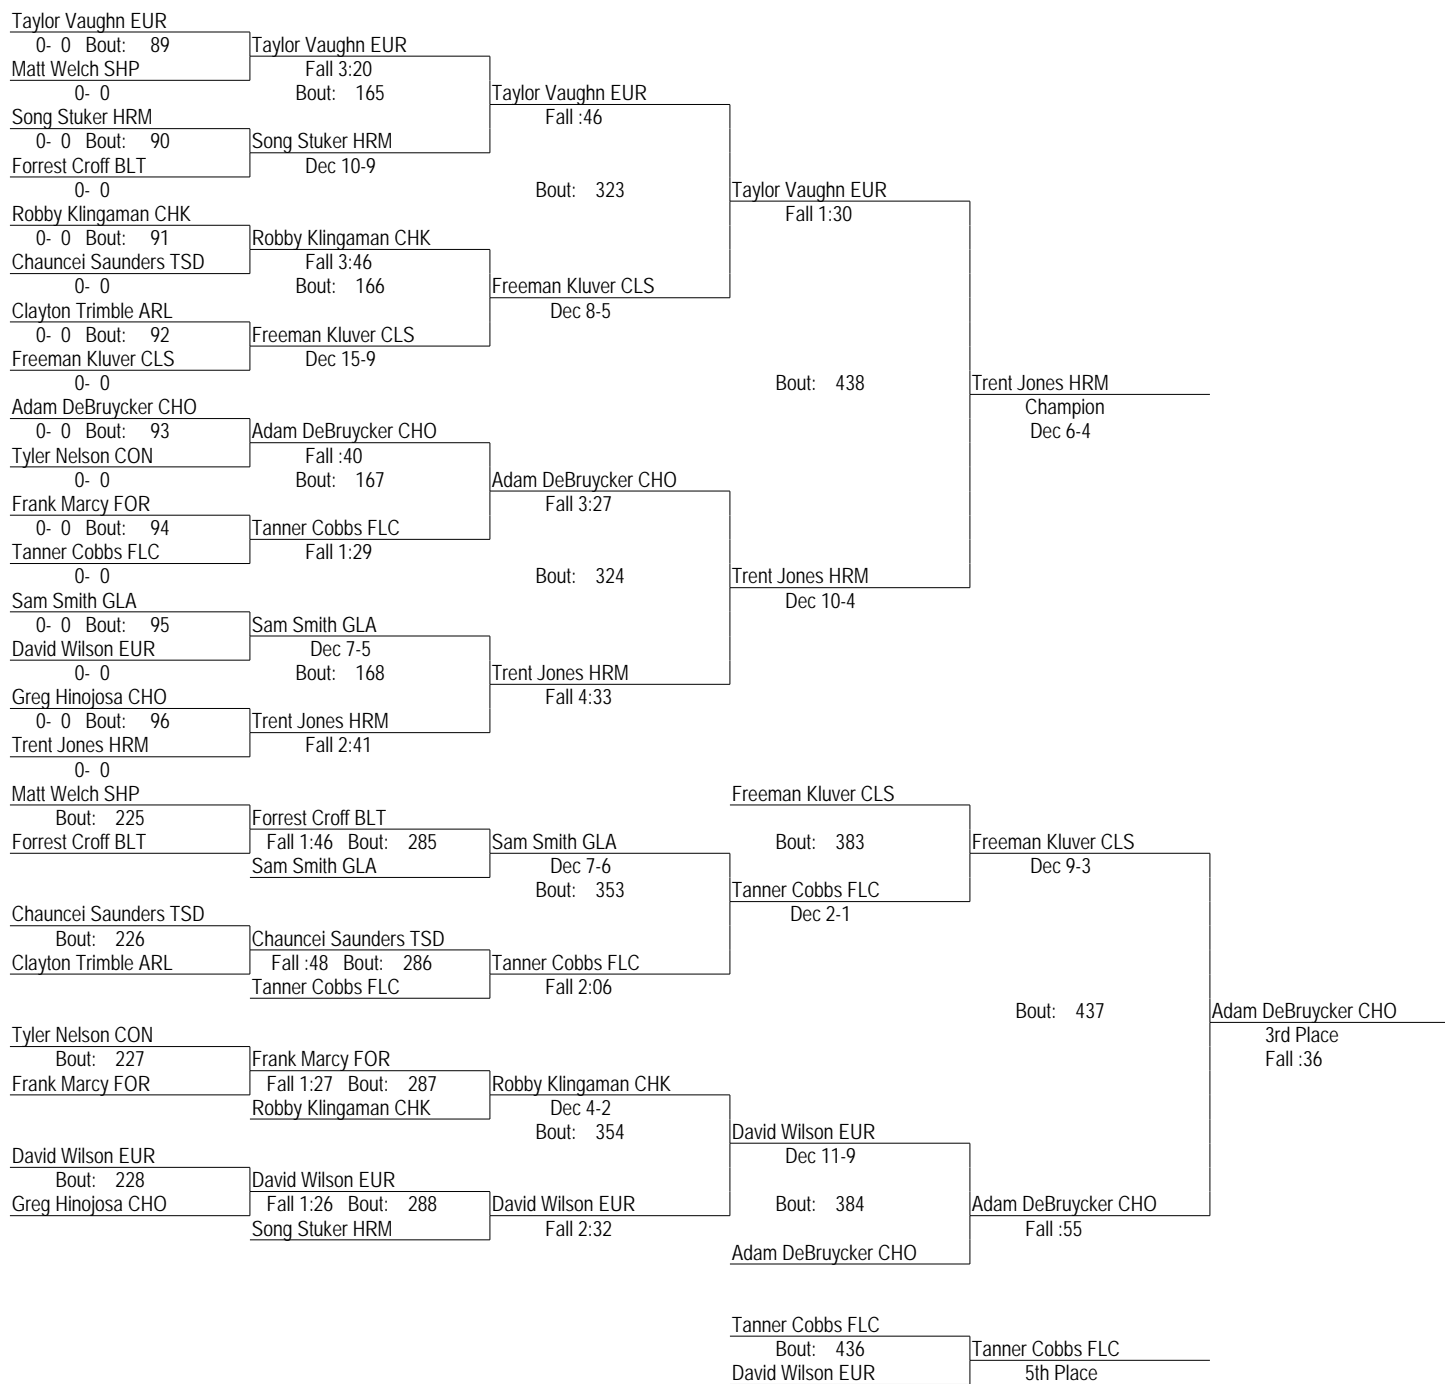 Taylor Vaughn EUR
0- 0 Bout: 89 Taylor Vaughn EUR
Matt Welch SHP Fall 3:20
0- 0 Bout: 165 Taylor Vaughn EUR
Song Stuker HRM Fall :46
0- 0 Bout: 90 Song Stuker HRM
Forrest Croff BLT Dec 10-9
0- 0 Bout: 323 Taylor Vaughn EUR
Robby Klingaman CHK Fall 1:30
0- 0 Bout: 91 Robby Klingaman CHK
Chauncei Saunders TSD Fall 3:46
0- 0 Bout: 166 Freeman Kluver CLS
Clayton Trimble ARL Dec 8-5
0- 0 Bout: 92 Freeman Kluver CLS
Freeman Kluver CLS Dec 15-9
0- 0 Bout: 438 Trent Jones HRM
Adam DeBruycker CHO Champion
0- 0 Bout: 93 Adam DeBruycker CHO Dec 6-4
Tyler Nelson CON Fall :40
0- 0 Bout: 167 Adam DeBruycker CHO
Frank Marcy FOR Fall 3:27
0- 0 Bout: 94 Tanner Cobbs FLC
Tanner Cobbs FLC Fall 1:29
0- 0 Bout: 324 Trent Jones HRM
Sam Smith GLA Dec 10-4
0- 0 Bout: 95 Sam Smith GLA
David Wilson EUR Dec 7-5
0- 0 Bout: 168 Trent Jones HRM
Greg Hinojosa CHO Fall 4:33
0- 0 Bout: 96 Trent Jones HRM
Trent Jones HRM Fall 2:41
0- 0
Matt Welch SHP Freeman Kluver CLS
Bout: 225 Forrest Croff BLT
Forrest Croff BLT Fall 1:46 Bout: 285 Sam Smith GLA Bout: 383 Freeman Kluver CLS
Sam Smith GLA Dec 7-6 Dec 9-3
Bout: 353 Tanner Cobbs FLC
Chauncei Saunders TSD Dec 2-1
Bout: 226 Chauncei Saunders TSD
Clayton Trimble ARL Fall :48 Bout: 286 Tanner Cobbs FLC
Tanner Cobbs FLC Fall 2:06
Bout: 437 Adam DeBruycker CHO
Tyler Nelson CON 3rd Place
Bout: 227 Frank Marcy FOR Fall :36
Frank Marcy FOR Fall 1:27 Bout: 287 Robby Klingaman CHK
Robby Klingaman CHK Dec 4-2
Bout: 354 David Wilson EUR
David Wilson EUR Dec 11-9
Bout: 228 David Wilson EUR
Greg Hinojosa CHO Fall 1:26 Bout: 288 David Wilson EUR Bout: 384 Adam DeBruycker CHO
Song Stuker HRM Fall 2:32 Fall :55
Adam DeBruycker CHO
Tanner Cobbs FLC
Bout: 436 Tanner Cobbs FLC
David Wilson EUR 5th Place